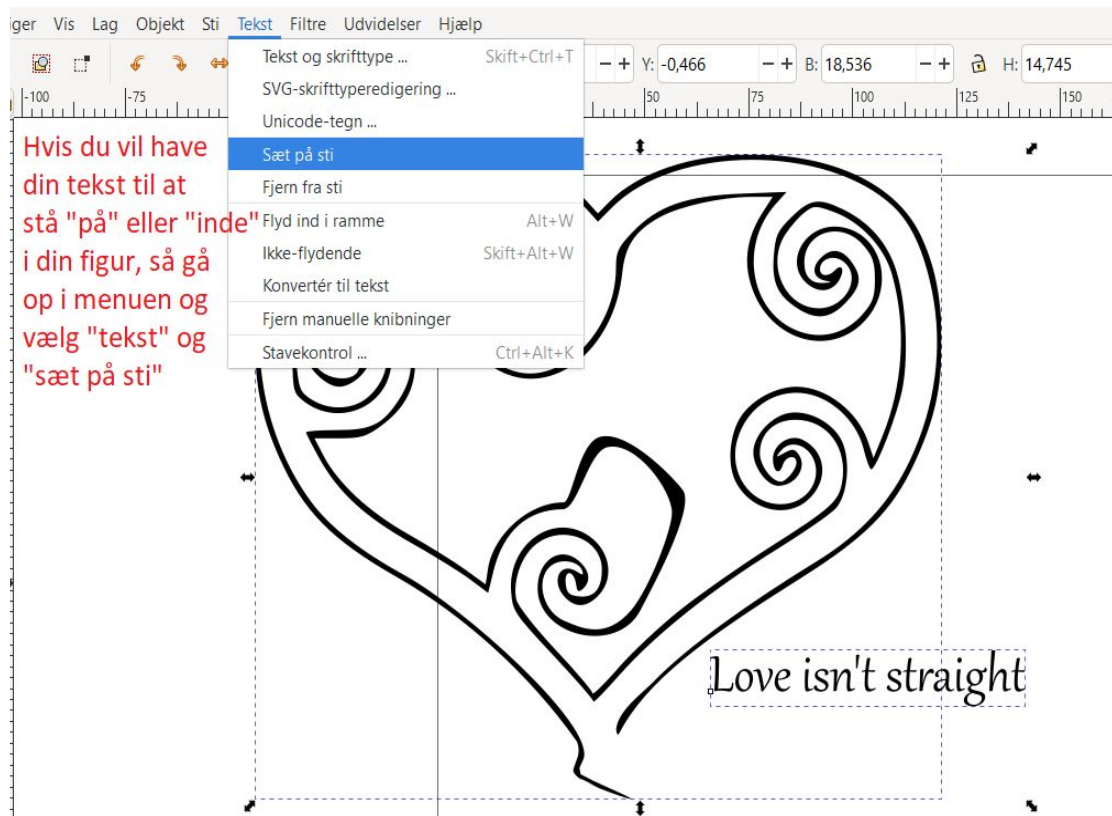 ger Vis Lag Objekt Sti Tekst Filtre Udvidelser Hjælp
Y: -0,466 B: 18,536 H: 14,745
-100 -75 50 75 100 125 150
Tekst og skrifttype ... Skift+Ctrl+T
SVG-skrifttyperedigering ...
Unicode-tegn ...
Sæt på sti
Fjern fra sti
Flyd ind i ramme Alt+W
Ikke-flydende Skift+Alt+W
Konvertér til tekst
Fjern manuelle knibninger
Stavekontrol ... Ctrl+Alt+K
Hvis du vil have
din tekst til at
stå "på" eller "inde"
i din figur, så gå
op i menuen og
vælg "tekst" og
"sæt på sti"
Love isn't straight